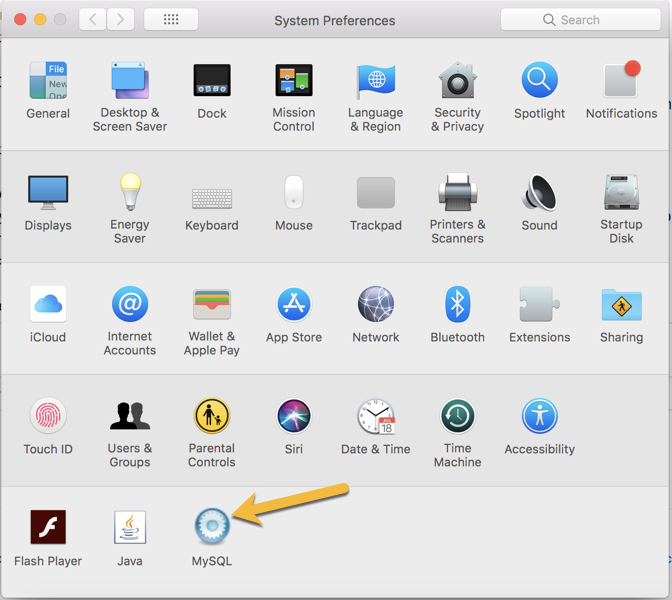 System Preferences
Search
File
New
Ope
General
Desktop &
Screen Saver
Dock
Mission
Control
Language
& Region
Security
& Privacy
Spotlight
Notifications
Displays
Energy
Saver
Keyboard
Mouse
Trackpad
Printers &
Scanners
Sound
Startup
Disk
iCloud
@
Internet
Accounts
Wallet &
Apple Pay
App Store
Network
Bluetooth
Extensions
Sharing
Touch ID
Users &
Groups
Parental
Controls
Siri
JUL
18
Date & Time
Time
Machine
Accessibility
Flash Player
Java
MySQL